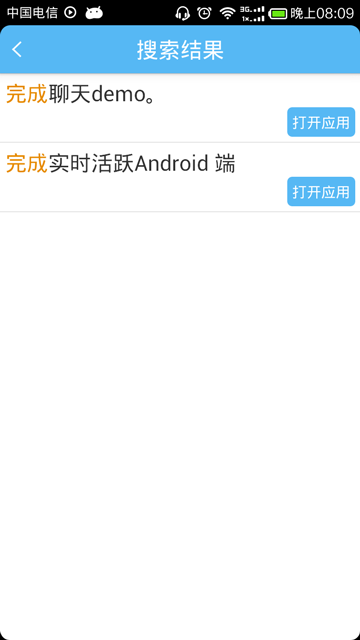 中国电信 3G 1x 晚上08:09
搜索结果
完成聊天demo。
打开应用
完成实时活跃Android 端
打开应用